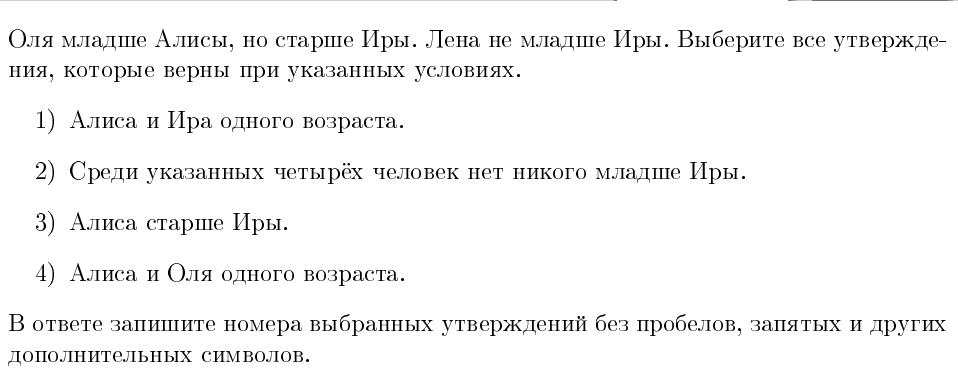 Оля младше Алисы, но старше Иры. Лена не младше Иры. Выберите все утвержде-
ния, которые верны при указанных условиях.
1) Алиса и Ира одного возраста.
2) Среди указанных четырёх человек нет никого младше Иры.
3) Алиса старше Иры.
4) Алиса и Оля одного возраста.
В ответе запишите номера выбранных утверждений без пробелов, запятых и других
дополнительных символов.